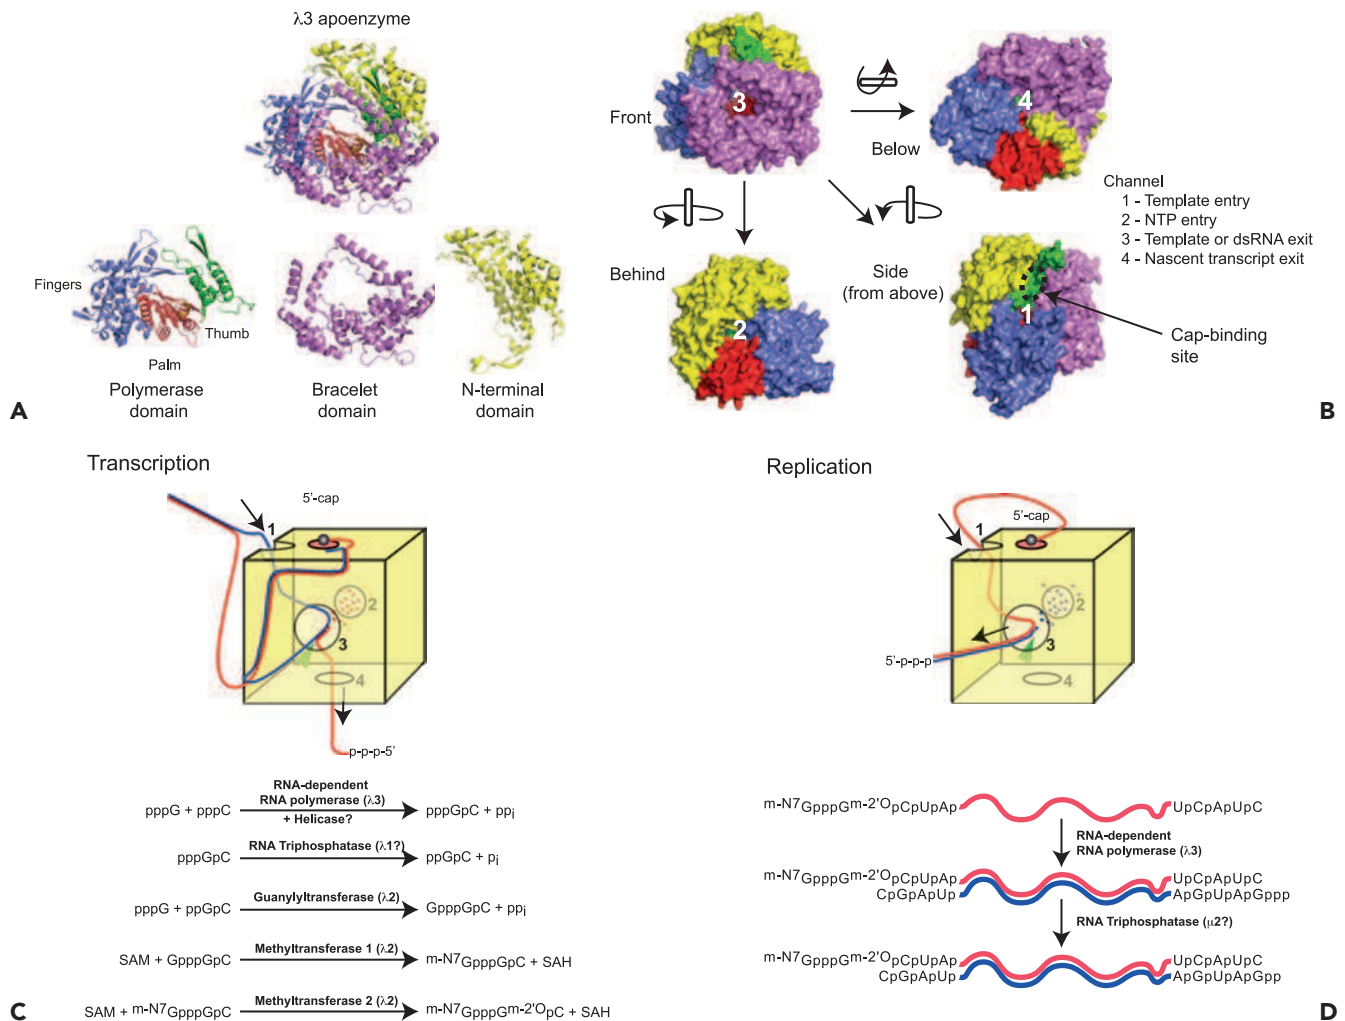 λ3 apoenzyme
Fingers
Thumb
Palm
Polymerase
domain
Bracelet
domain
N-terminal
domain
A
Front
3
Below
4
Behind
2
Side
(from above)
1
Channel
1 - Template entry
2 - NTP entry
3 - Template or dsRNA exit
4 - Nascent transcript exit
Cap-binding
site
B
Transcription
5'-cap
1
2
3
4
p-p-p-5'
pppG + pppC
RNA-dependent
RNA polymerase (λ3)
+ Helicase?
pppGpC + ppi
pppGpC
RNA Triphosphatase (λ1?)
ppGpC + pi
pppG + ppGpC
Guanylyltransferase (λ2)
GpppGpC + ppi
SAM + GpppGpC
Methyltransferase 1 (λ2)
m-N7GpppGpC + SAH
SAM + m-N7GpppGpC
Methyltransferase 2 (λ2)
m-N7GpppGm-2'OpC + SAH
C
Replication
5'-cap
1
2
3
4
5'-p-p-p
m-N7GpppGm-2'OpCpUpAp
UpCpApUpC
RNA-dependent
RNA polymerase (λ3)
m-N7GpppGm-2'OpCpUpAp
UpCpApUpC
CpGpApUp
ApGpUpApGppp
RNA Triphosphatase (μ2?)
m-N7GpppGm-2'OpCpUpAp
UpCpApUpC
CpGpApUp
ApGpUpApGpp
D